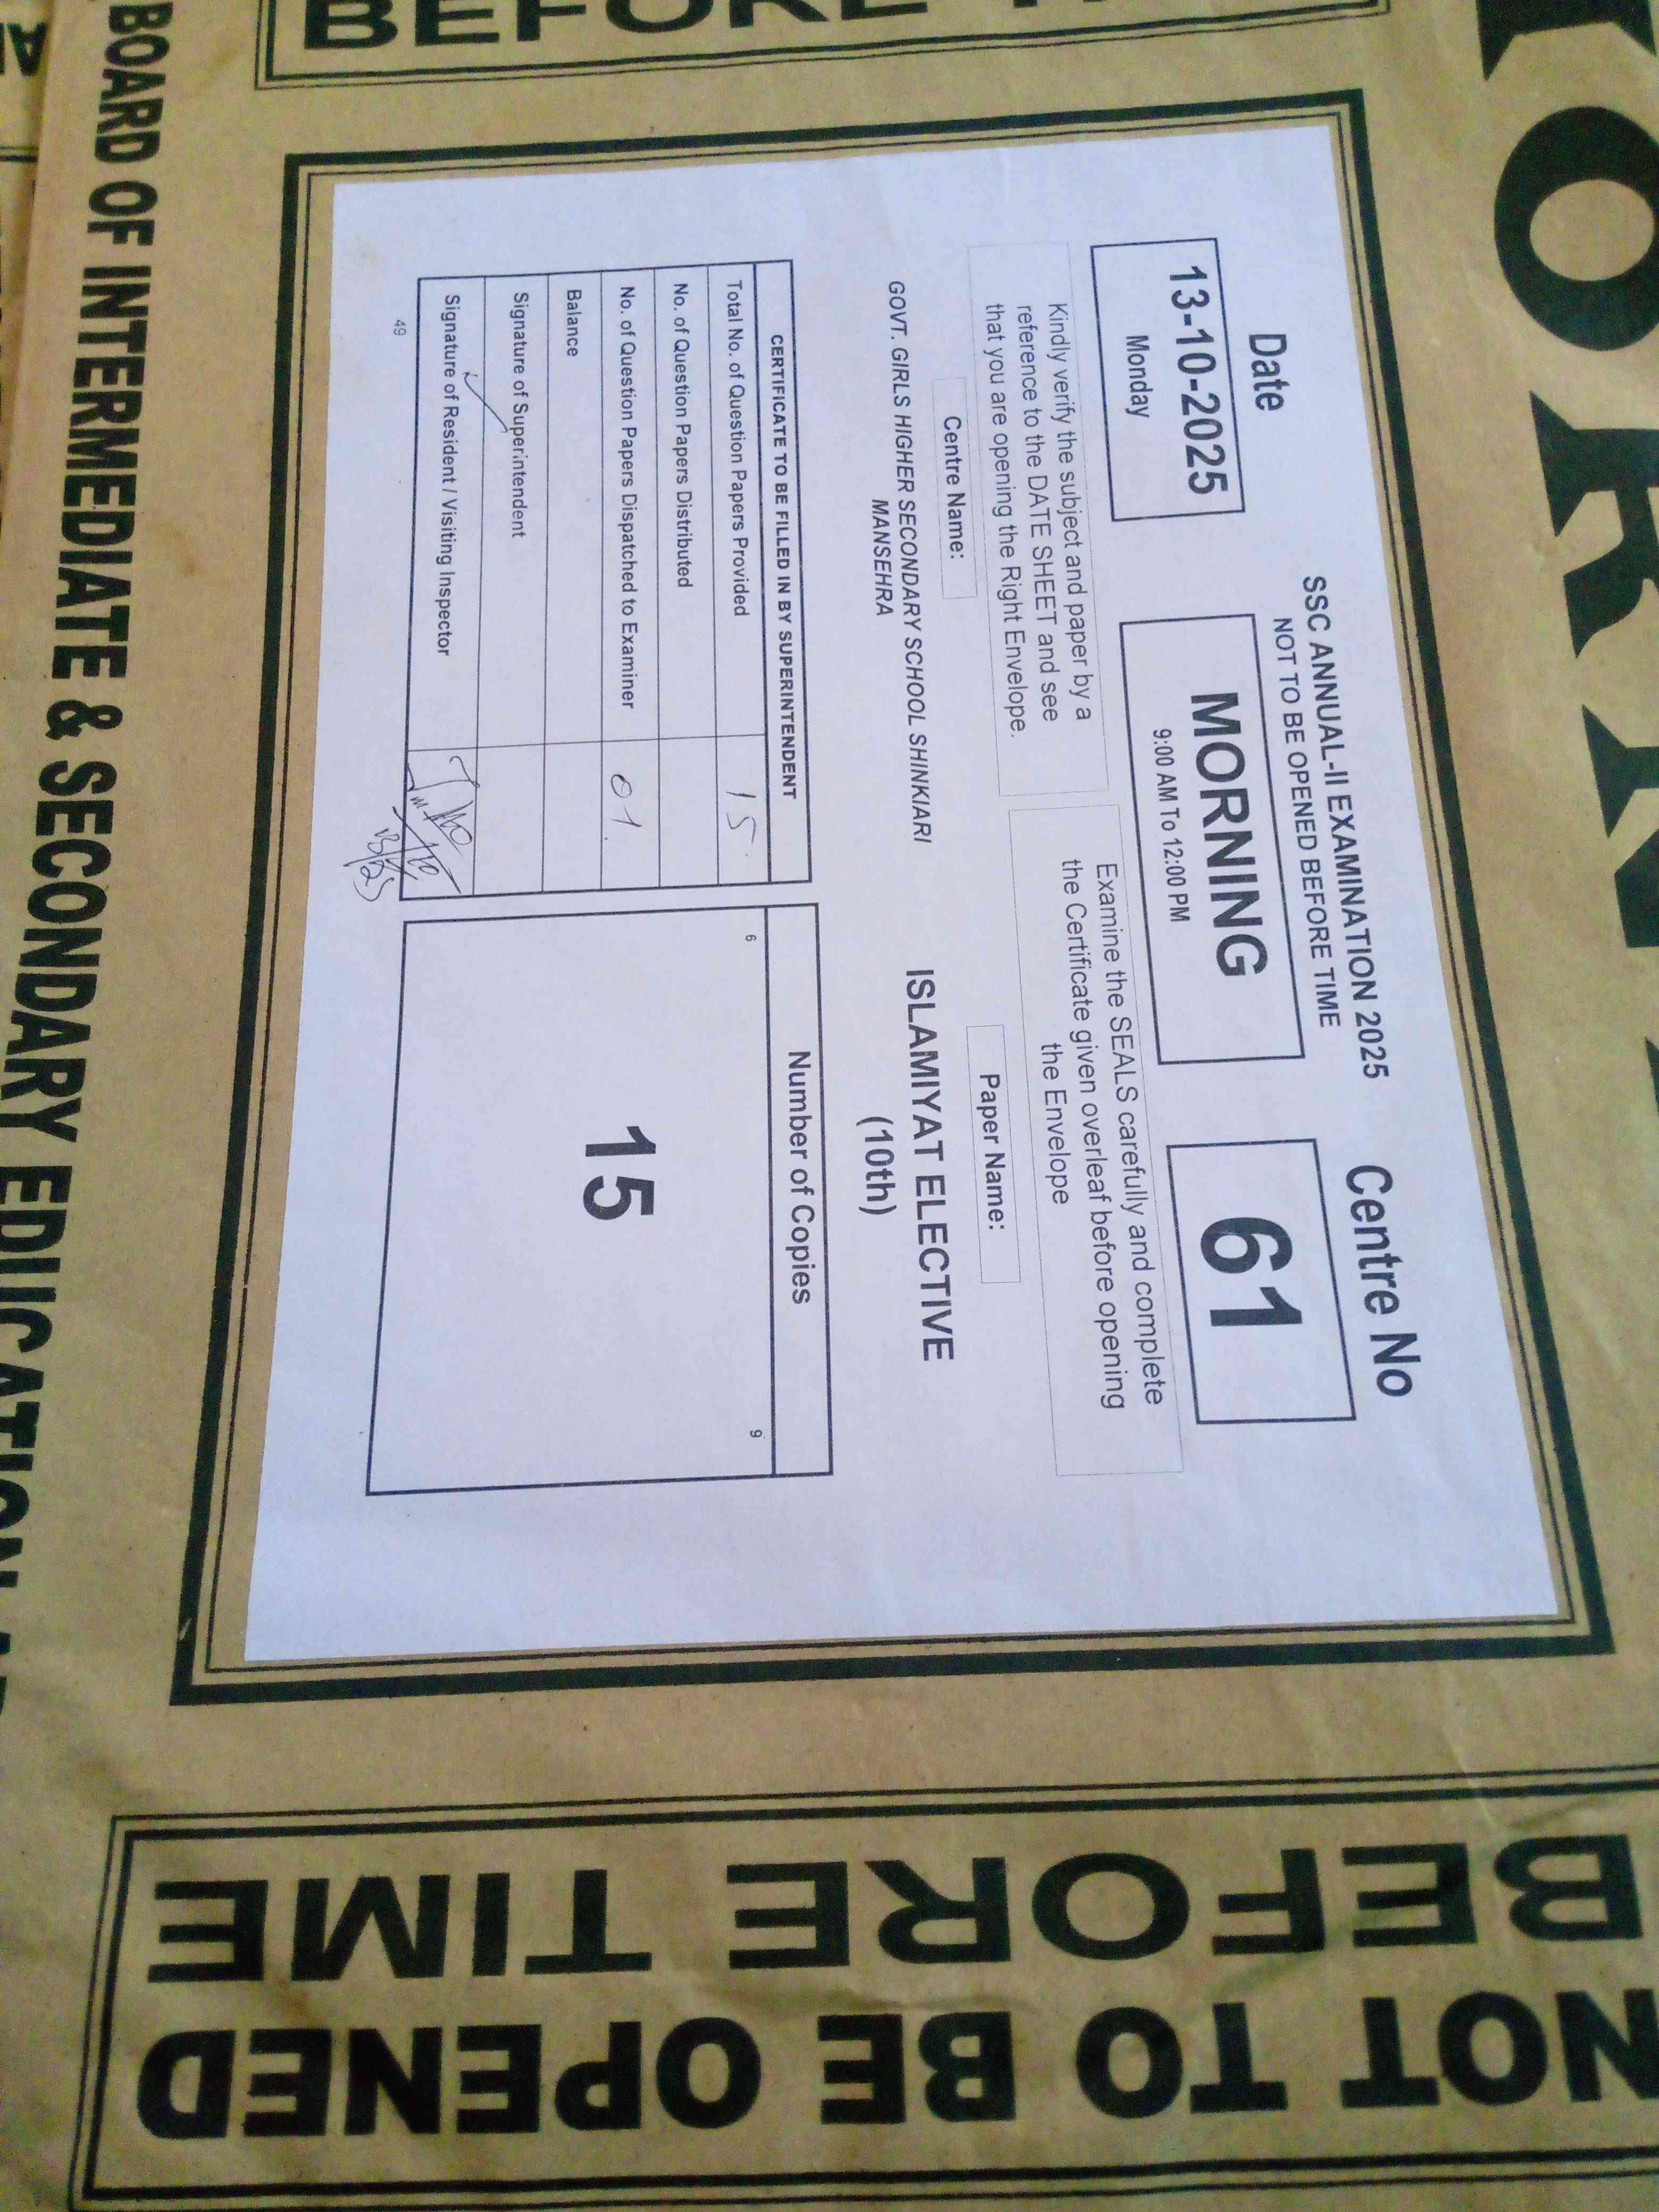 BEFORE
MORNING
Date
13-10-2025
Monday
SSC ANNUAL-II EXAMINATION 2025
NOT TO BE OPENED BEFORE TIME
MORNING
9:00 AM To 12:00 PM
Centre No
61
Kindly verify the subject and paper by a
reference to the DATE SHEET and see
that you are opening the Right Envelope.
Examine the SEALS carefully and complete
the Certificate given overleaf before opening
the Envelope
Centre Name:
GOVT. GIRLS HIGHER SECONDARY SCHOOL SHINKIARI
MANSEHRA
Paper Name:
ISLAMIYAT ELECTIVE
(10th)
CERTIFICATE TO BE FILLED IN BY SUPERINTENDENT
Total No. of Question Papers Provided 15
No. of Question Papers Distributed
No. of Question Papers Dispatched to Examiner 01
Balance
Signature of Superintendent
Signature of Resident / Visiting Inspector
49
Number of Copies
6 9
15
BOARD OF INTERMEDIATE & SECONDARY EDUCATION
NOT TO BE OPENED
BEFORE TIME